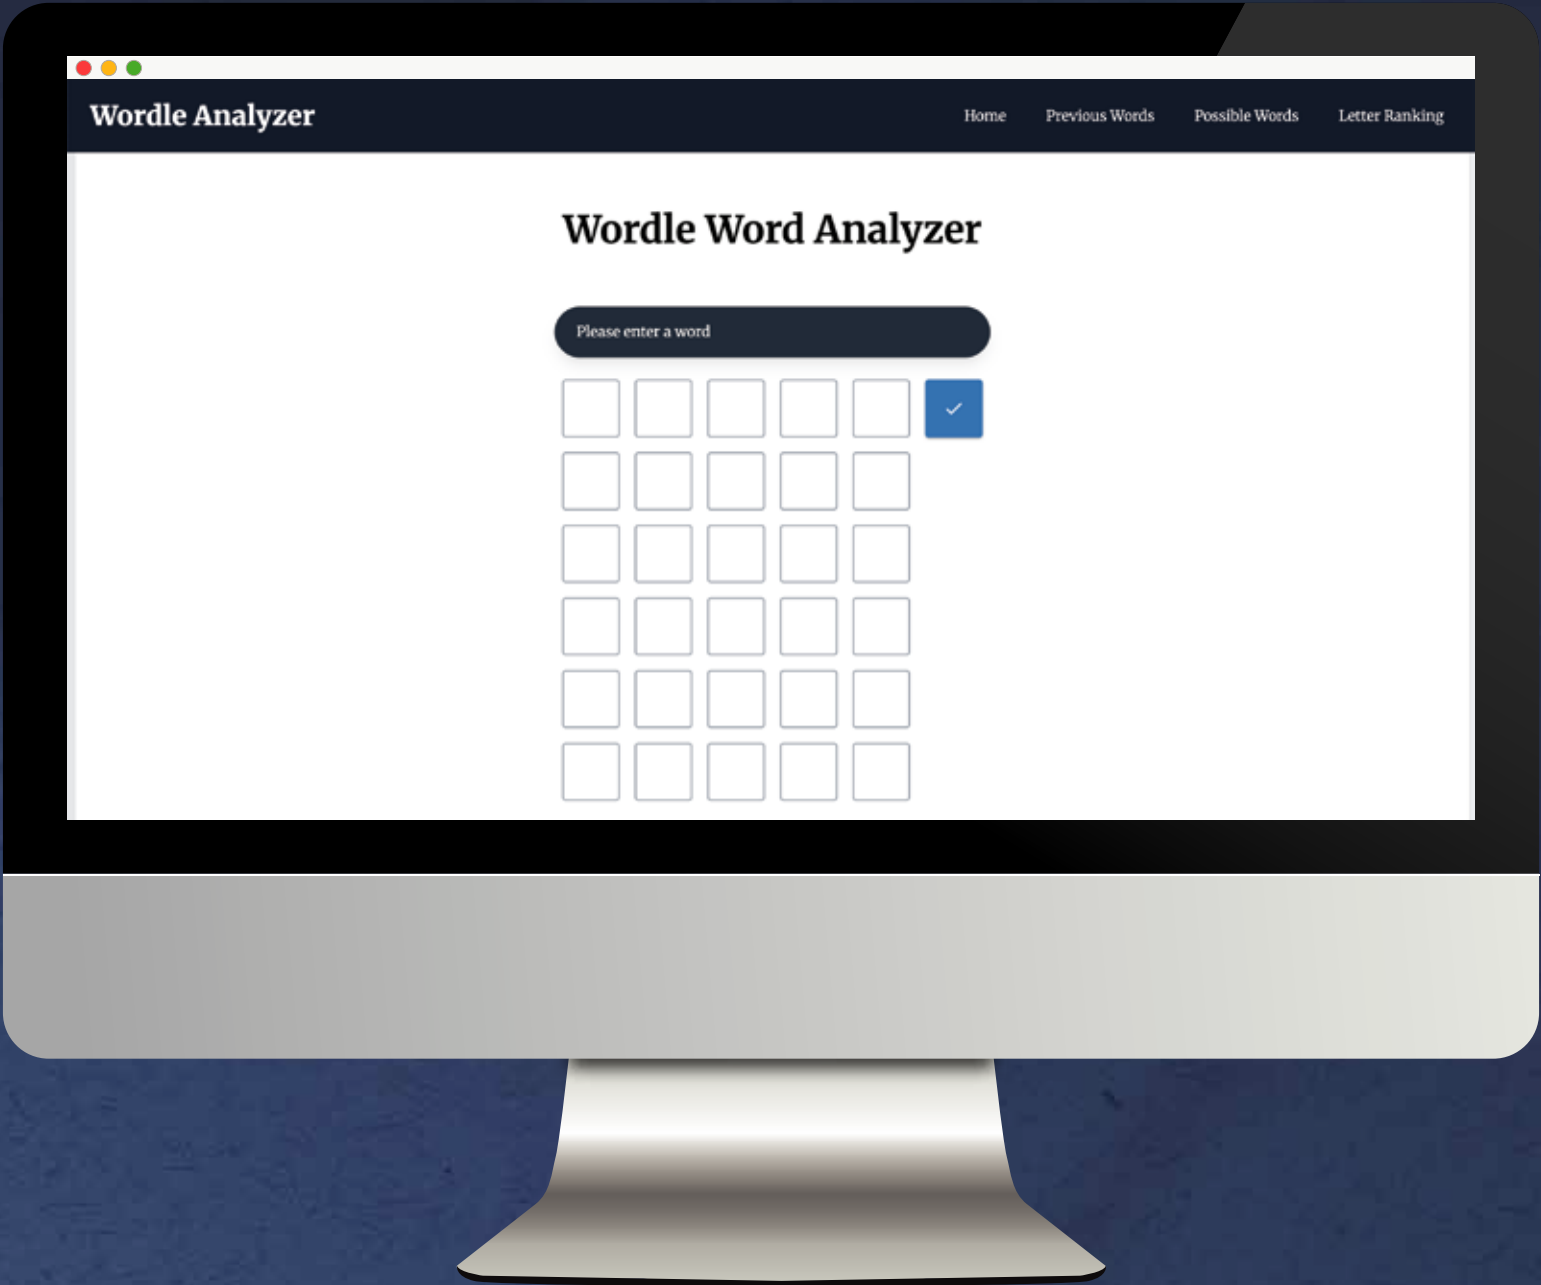 Wordle Analyzer
Home
Previous Words
Possible Words
Letter Ranking
Wordle Word Analyzer
Please enter a word